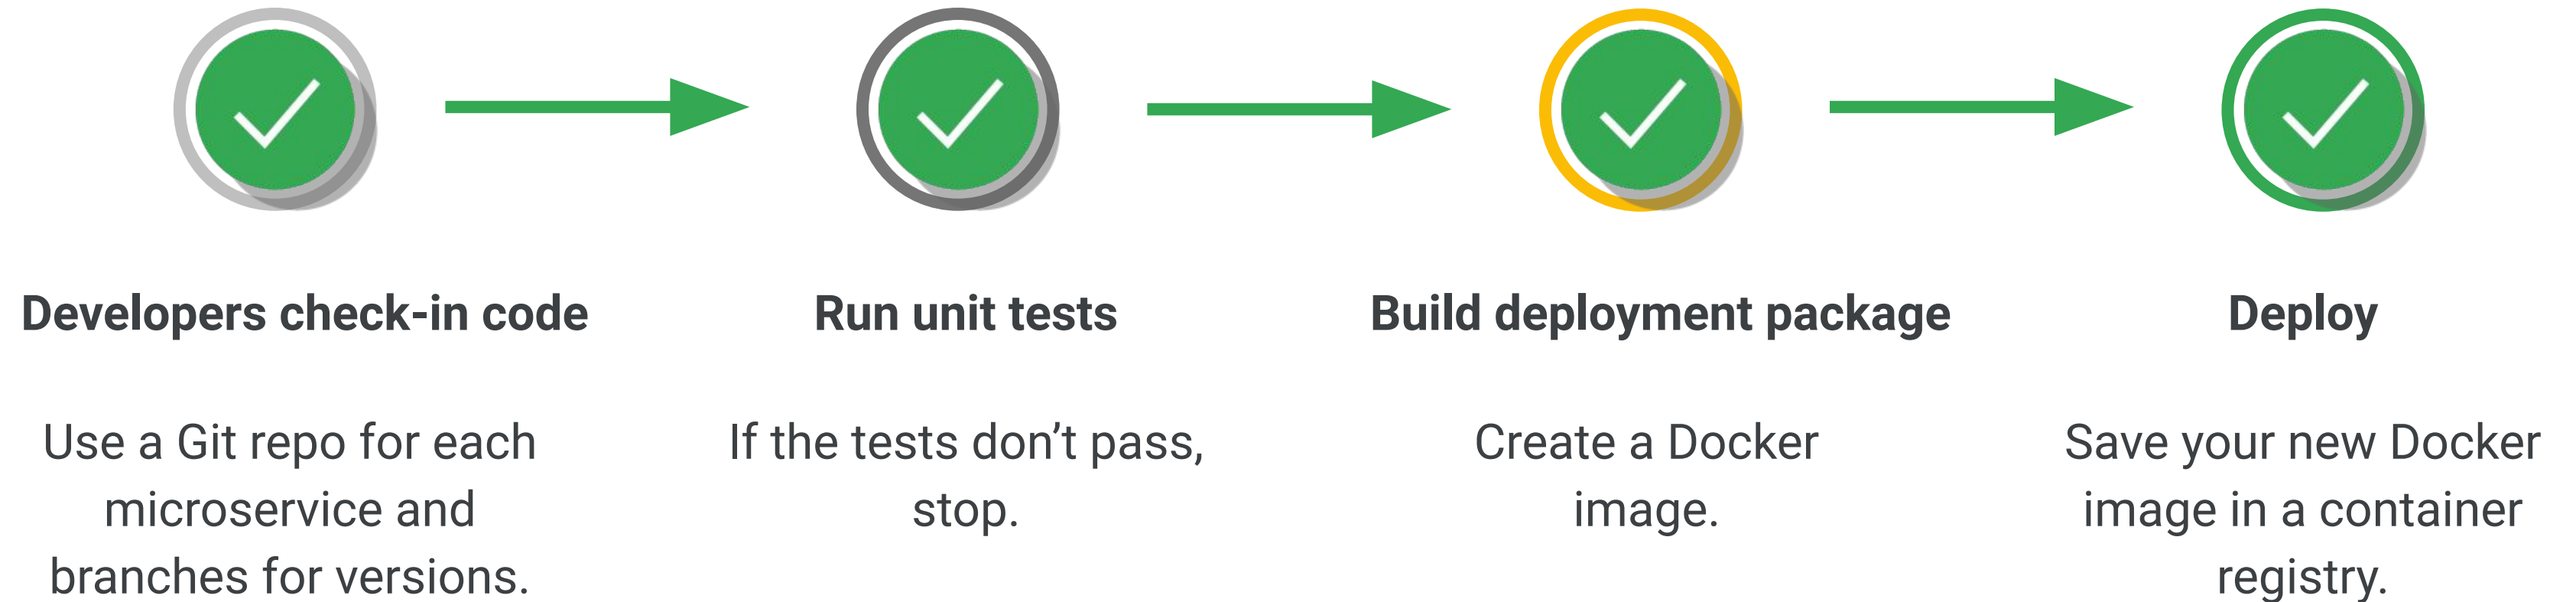 Developers check-in code
Use a Git repo for each
microservice and
branches for versions.
Run unit tests
If the tests don’t pass,
stop.
Build deployment package
Create a Docker
image.
Deploy
Save your new Docker
image in a container
registry.